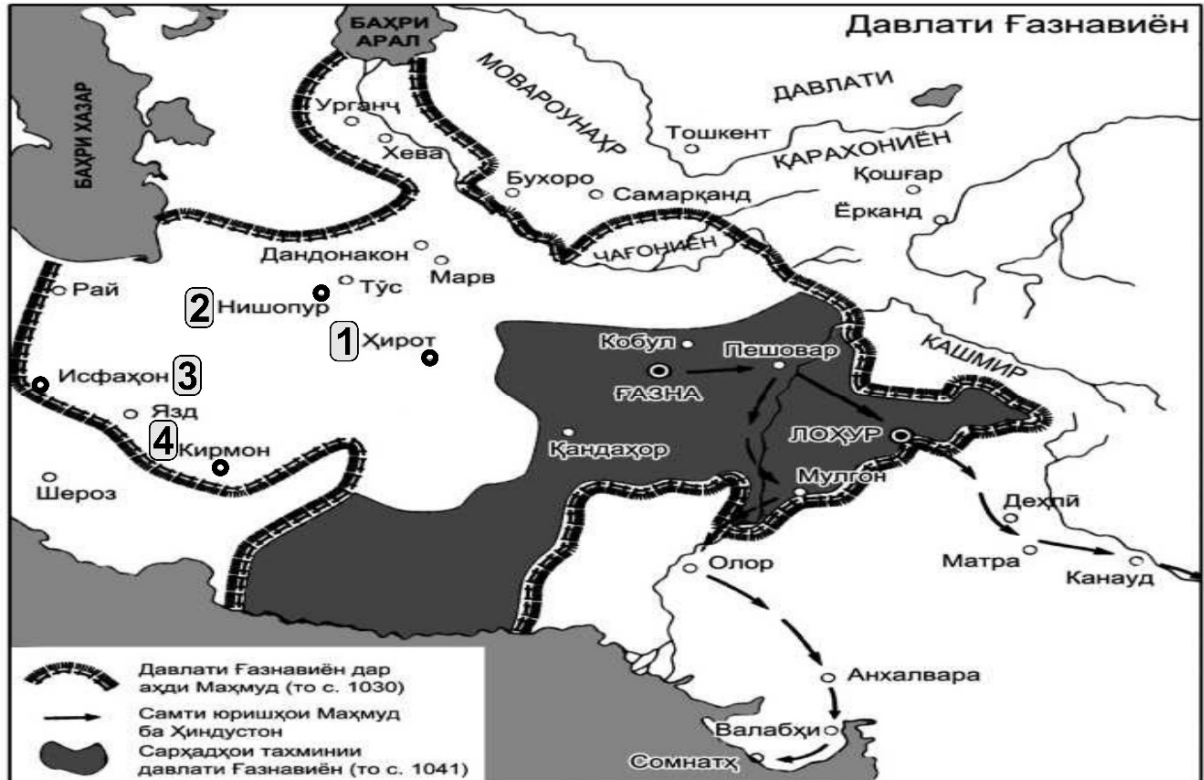 БАҲРИ
АРАЛ
Давлати Ғазнавиён
БАҲРИ ХАЗАР
МОВАРОУНАҲР
ДАВЛАТИ
ҚАРАХОНИЁН
Урганҷ
Хева
Тошкент
Қошғар
Бухоро
Самарқанд
Ёрканд
Дандонакон
Марв
ЧАҒОНИЁН
Рай
Тӯс
2 Нишопур
1 Ҳирот
Кобул
Пешовар
КАШМИР
Исфаҳон 3
ҒАЗНА
Язд
4
Кирмон
Қандаҳор
ЛОҲУР
Шероз
Мулгон
Деҳлӣ
Матра
Канауд
Олор
Анхалвара
Валабҳи
Сомнатҳ
Давлати Ғазнавиён дар
аҳди Маҳмуд (то с. 1030)
Самти юришҳои Маҳмуд
ба Ҳиндустон
Сарҳадҳои тахминии
давлати Ғазнавиён (то с. 1041)